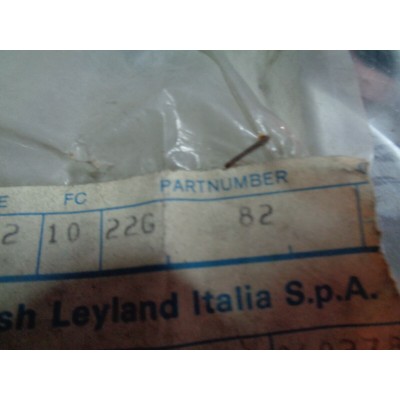 FC PARTNUMBER
2 10 22G 82
sh Leyland Italia S.p.A.